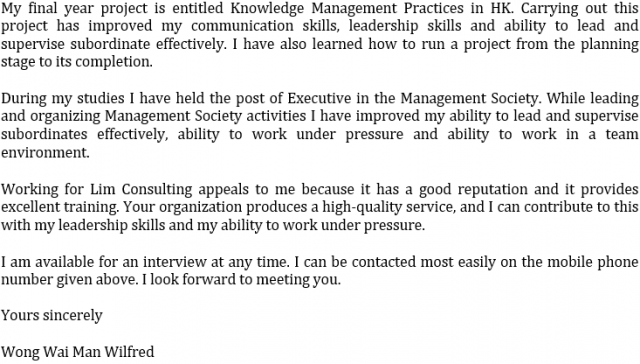 My final year project is entitled Knowledge Management Practices in HK. Carrying out this
project has improved my communication skills, leadership skills and ability to lead and
supervise subordinate effectively. I have also learned how to run a project from the planning
stage to its completion.
During my studies I have held the post of Executive in the Management Society. While leading
and organizing Management Society activities I have improved my ability to lead and supervise
subordinates effectively, ability to work under pressure and ability to work in a team
environment.
Working for Lim Consulting appeals to me because it has a good reputation and it provides
excellent training. Your organization produces a high-quality service, and I can contribute to this
with my leadership skills and my ability to work under pressure.
I am available for an interview at any time. I can be contacted most easily on the mobile phone
number given above. I look forward to meeting you.
Yours sincerely
Wong Wai Man Wilfred